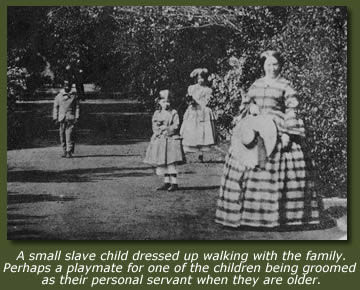 A small slave child dressed up walking with the family.
Perhaps a playmate for one of the children being groomed
as their personal servant when they are older.